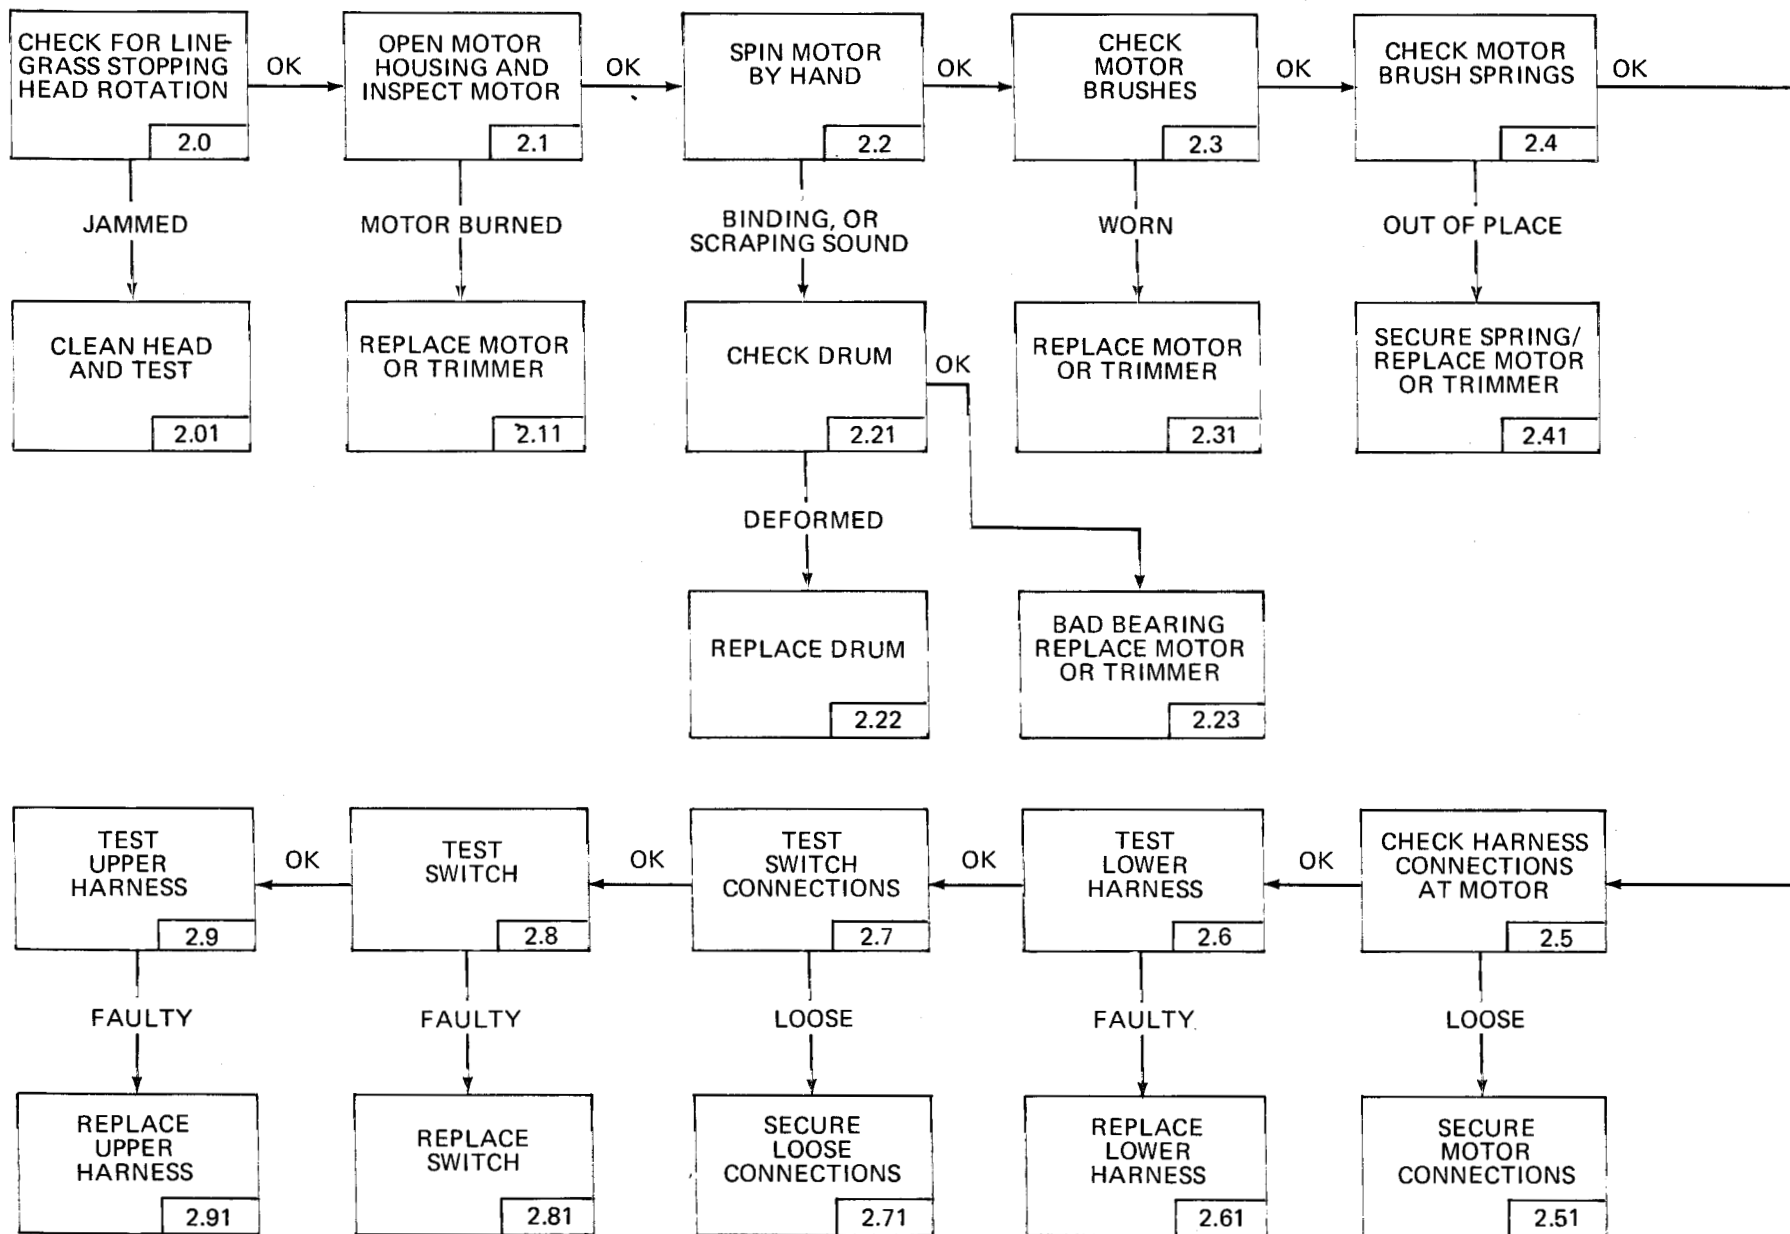 CHECK FOR LINE-
GRASS STOPPING
HEAD ROTATION
2.0
OK
OPEN MOTOR
HOUSING AND
INSPECT MOTOR
2.1
OK
SPIN MOTOR
BY HAND
2.2
OK
CHECK
MOTOR
BRUSHES
2.3
OK
CHECK MOTOR
BRUSH SPRINGS
2.4
OK
JAMMED
MOTOR BURNED
BINDING, OR
SCRAPING SOUND
WORN
OUT OF PLACE
CLEAN HEAD
AND TEST
2.01
REPLACE MOTOR
OR TRIMMER
2.11
CHECK DRUM
2.21
OK
REPLACE MOTOR
OR TRIMMER
2.31
SECURE SPRING/
REPLACE MOTOR
OR TRIMMER
2.41
DEFORMED
REPLACE DRUM
2.22
BAD BEARING
REPLACE MOTOR
OR TRIMMER
2.23
TEST
UPPER
HARNESS
2.9
OK
TEST
SWITCH
2.8
OK
TEST
SWITCH
CONNECTIONS
2.7
OK
TEST
LOWER
HARNESS
2.6
OK
CHECK HARNESS
CONNECTIONS
AT MOTOR
2.5
FAULTY
FAULTY
LOOSE
FAULTY
LOOSE
REPLACE
UPPER
HARNESS
2.91
REPLACE
SWITCH
2.81
SECURE
LOOSE
CONNECTIONS
2.71
REPLACE
LOWER
HARNESS
2.61
SECURE
MOTOR
CONNECTIONS
2.51